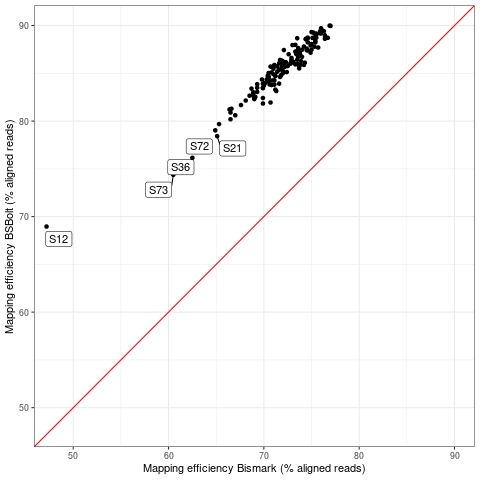 Mapping efficiency BSBolt (% aligned reads)
90
80
70
60
50
S72
S21
S36
S73
S12
50
60
70
80
90
Mapping efficiency Bismark (% aligned reads)